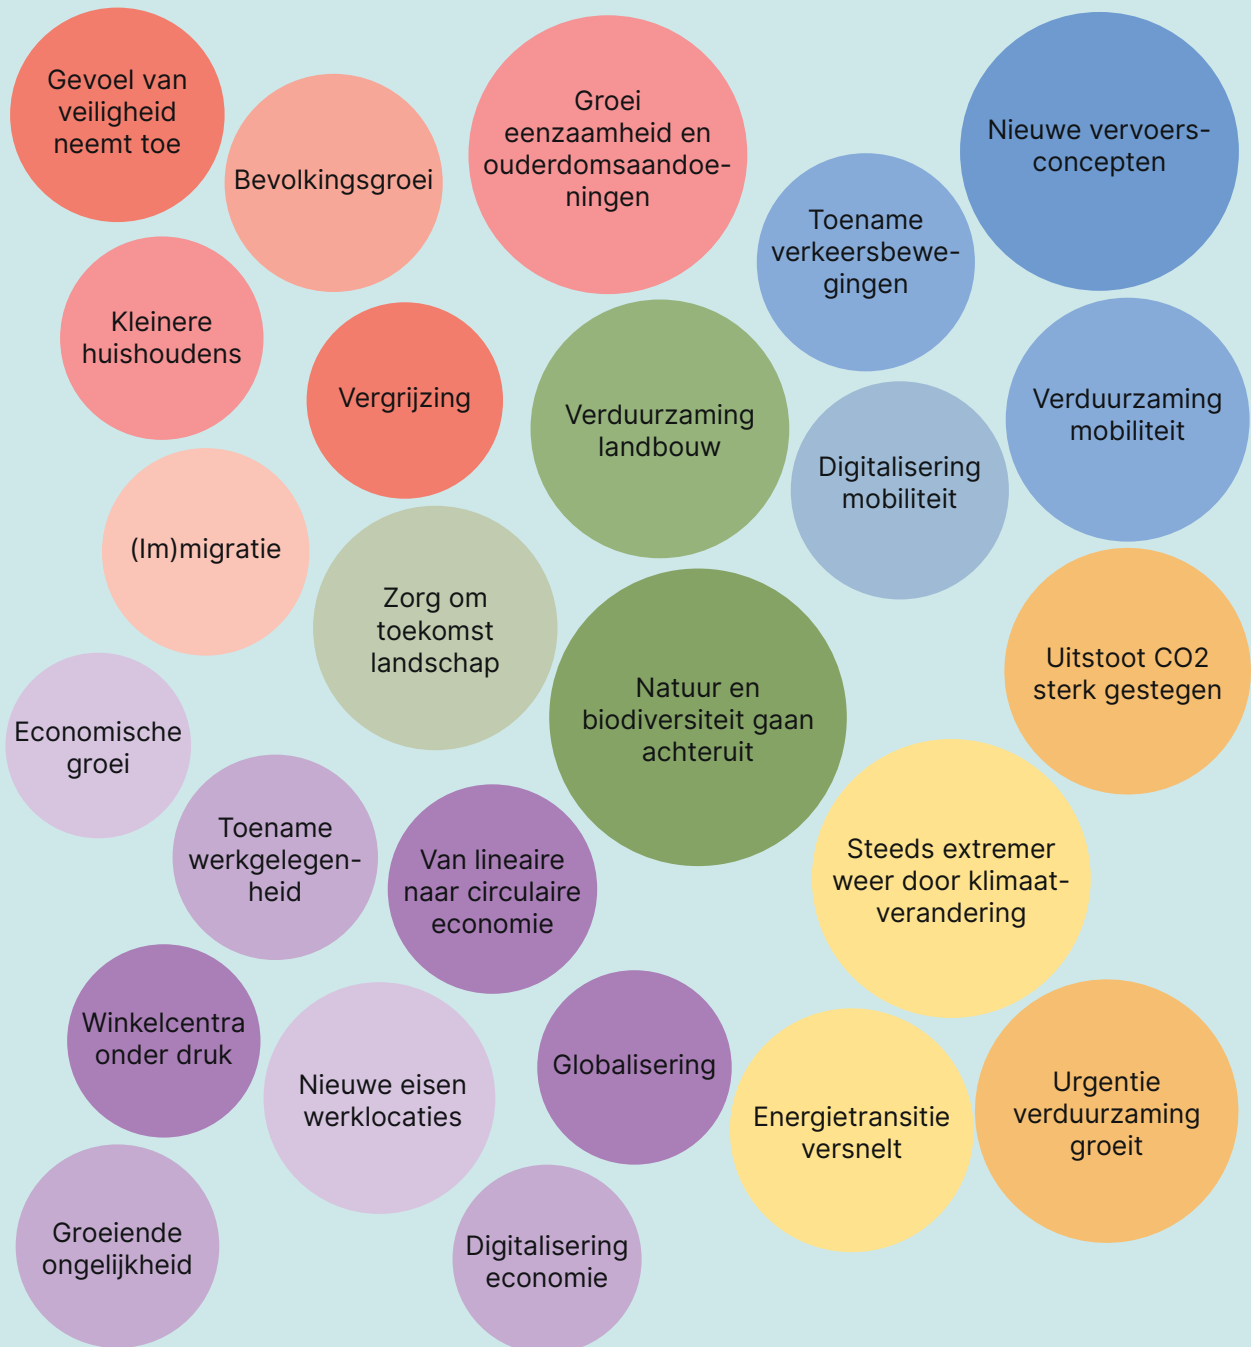 Gevoel van
veiligheid
neemt toe
Bevolkingsgroei
Groei
eenzaamheid en
ouderdomsaandoe-
ningen
Nieuwe vervoers-
concepten
Toename
verkeersbewe-
gingen
Kleinere
huishoudens
Vergrijzing
Verduurzaming
landbouw
Digitalisering
mobiliteit
Verduurzaming
mobiliteit
(Im)migratie
Zorg om
toekomst
landschap
Natuur en
biodiversiteit gaan
achteruit
Uitstoot CO2
sterk gestegen
Economische
groei
Toename
werkgelegen-
heid
Van lineaire
naar circulaire
economie
Steeds extremer
weer door klimaat-
verandering
Winkelcentra
onder druk
Nieuwe eisen
werklocaties
Globalisering
Energietransitie
versnelt
Urgentie
verduurzaming
groeit
Groeiende
ongelijkheid
Digitalisering
economie